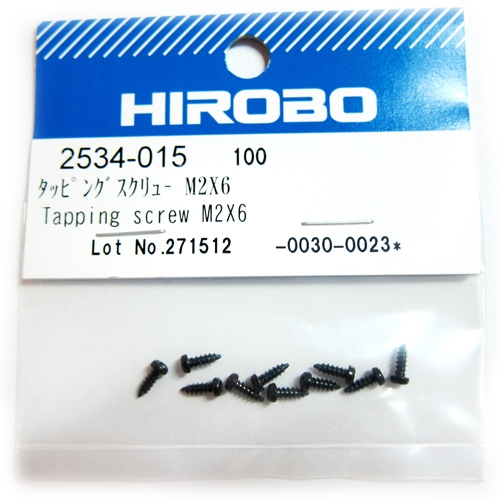 HIROBO
2534-015 100
ﾀｯﾋﾟﾝｸﾞｽｸﾘｭｰ M2X6
Tapping screw M2X6
Lot No.271512 -0030-0023*